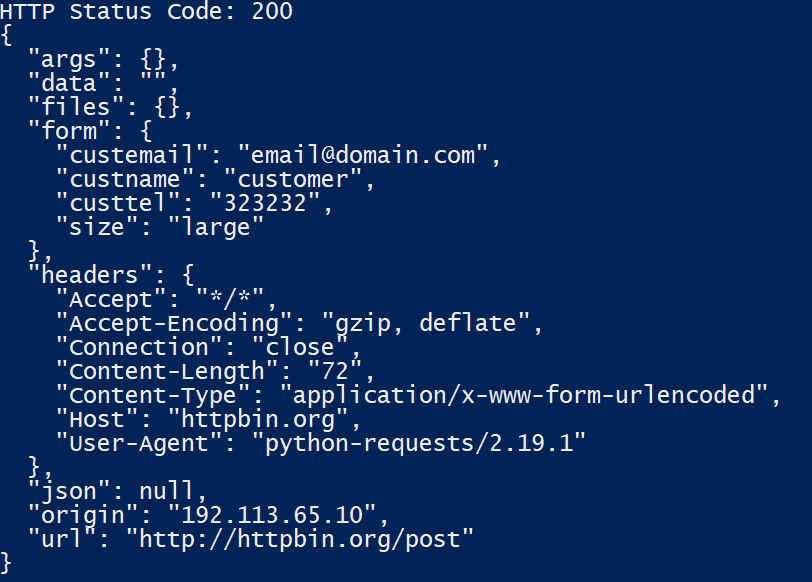 HTTP Status Code: 200
{
  "args": {},
  "data": "",
  "files": {},
  "form": {
    "custemail": "email@domain.com",
    "custname": "customer",
    "custtel": "323232",
    "size": "large"
  },
  "headers": {
    "Accept": "*/*",
    "Accept-Encoding": "gzip, deflate",
    "Connection": "close",
    "Content-Length": "72",
    "Content-Type": "application/x-www-form-urlencoded",
    "Host": "httpbin.org",
    "User-Agent": "python-requests/2.19.1"
  },
  "json": null,
  "origin": "192.113.65.10",
  "url": "http://httpbin.org/post"
}